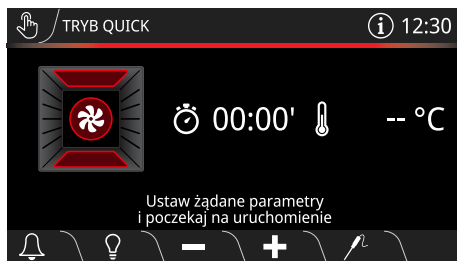 TRYB QUICK
i 12:30
00:00' -- °C
Ustaw żądane parametry
i poczekaj na uruchomienie